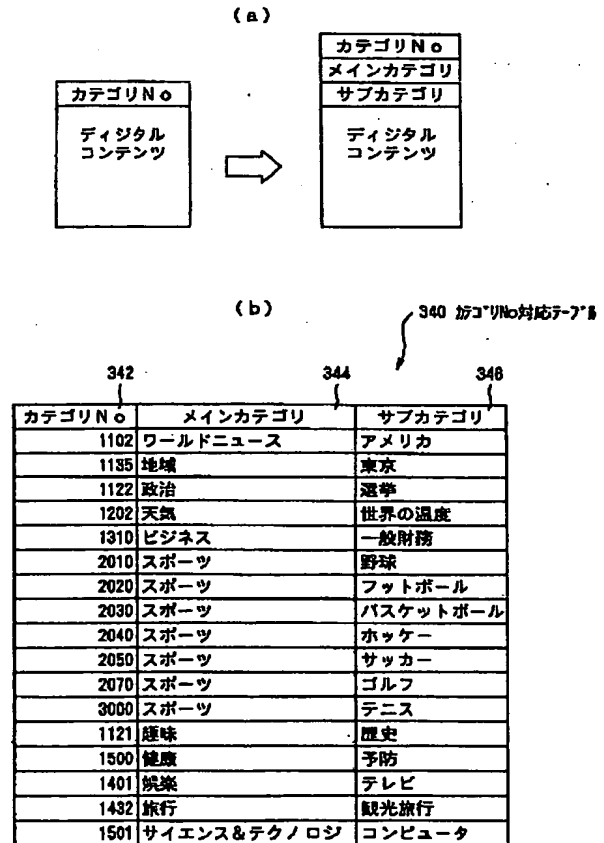 (a)
カテゴリNo
ディジタル
コンテンツ
カテゴリNo
メインカテゴリ
サブカテゴリ
ディジタル
コンテンツ
(b)
340 ｶﾃｺﾞﾘNo対応ﾃｰﾌﾞﾙ
342 344 346
カテゴリNo メインカテゴリ サブカテゴリ
1102 ワールドニュース アメリカ
1135 地域 東京
1122 政治 選挙
1202 天気 世界の温度
1310 ビジネス 一般財務
2010 スポーツ 野球
2020 スポーツ フットボール
2030 スポーツ バスケットボール
2040 スポーツ ホッケー
2050 スポーツ サッカー
2070 スポーツ ゴルフ
3000 スポーツ テニス
1121 趣味 歴史
1500 健康 予防
1401 娯楽 テレビ
1432 旅行 観光旅行
1501 サイエンス&テクノロジ コンピュータ